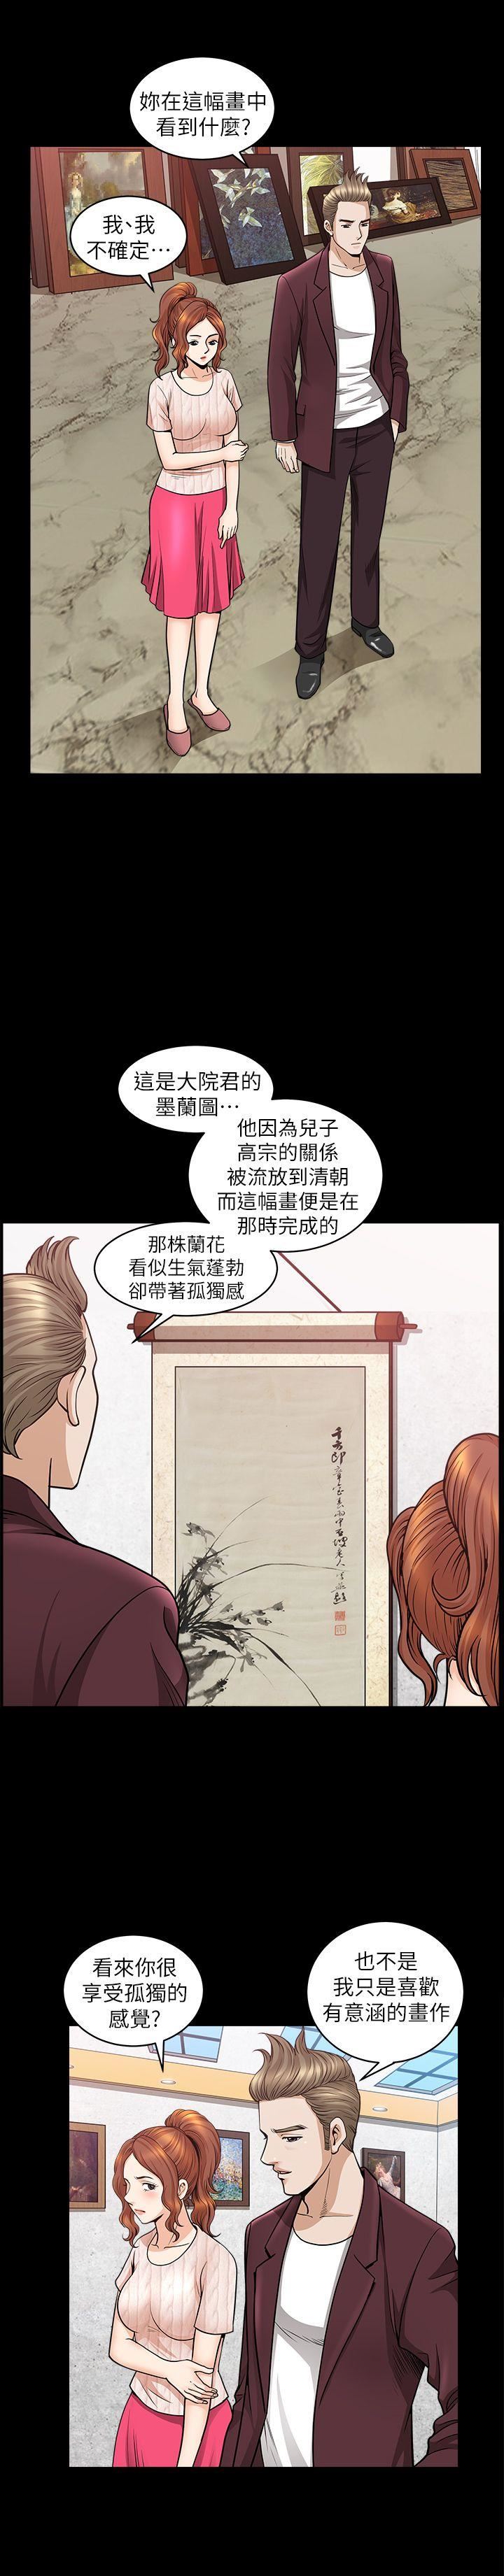 妳在這幅畫中
看到什麼?
我、我
不確定…
這是大院君的
墨蘭圖…
他因為兒子
高宗的關係
被流放到清朝
而這幅畫便是在
那時完成的
那株蘭花
看似生氣蓬勃
卻帶著孤獨感
看來你很
享受孤獨的
感覺?
也不是
我只是喜歡
有意涵的畫作